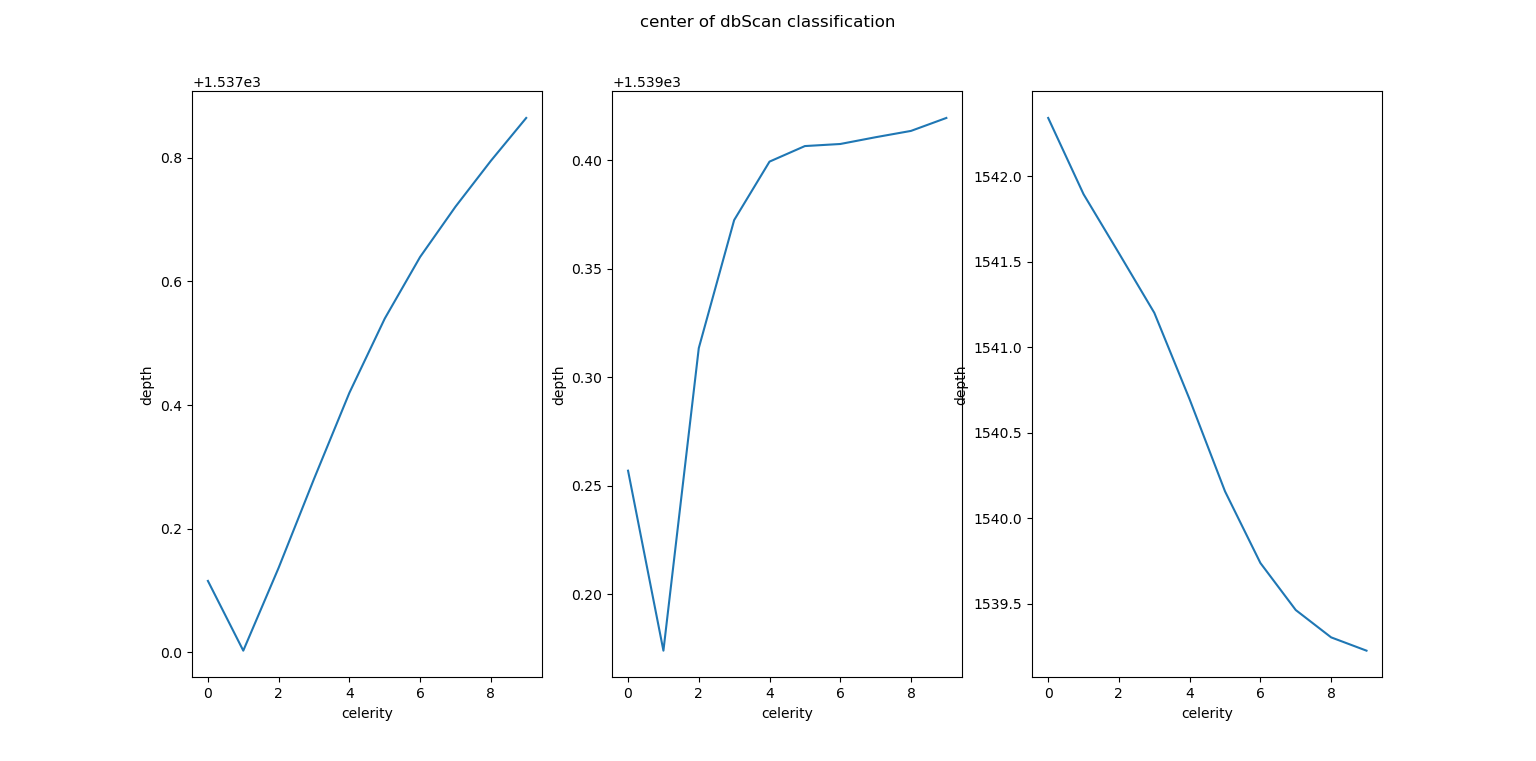 center of dbScan classification
+1.537e3
0.8
0.6
0.4
0.2
0.0
depth
0 2 4 6 8
celerity
+1.539e3
0.40
0.35
0.30
0.25
0.20
depth
0 2 4 6 8
celerity
1542.0
1541.5
1541.0
1540.5
1540.0
1539.5
depth
0 2 4 6 8
celerity